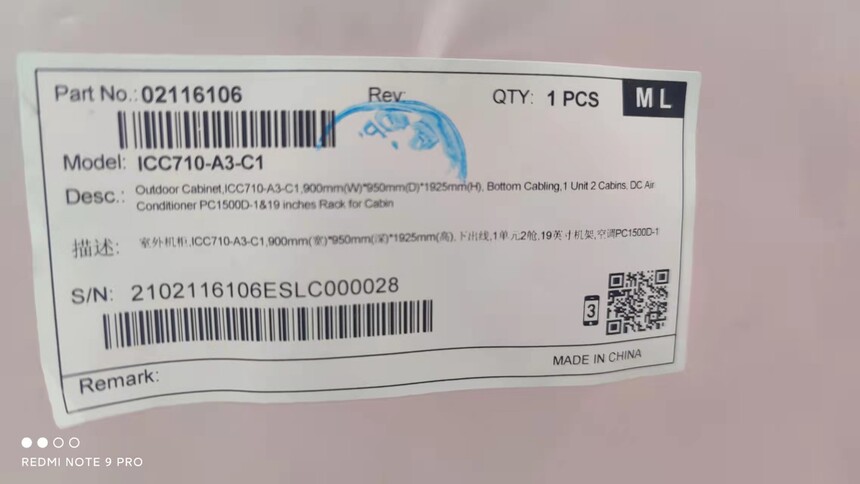 Part No.: 02116106 Rev: QTY: 1 PCS ML
Model: ICC710-A3-C1
Desc.: Outdoor Cabinet,ICC710-A3-C1,900mm(W)*950mm(D)*1925mm(H), Bottom Cabling,1 Unit 2 Cabins, DC Air
Conditioner PC1500D-1&19 inches Rack for Cabin
描述: 室外机柜,ICC710-A3-C1,900mm(宽)*950mm(深)*1925mm(高),下出线,1单元2舱,19英寸机架,空调PC1500D-1
S/N: 2102116106ESLC000028
3
MADE IN CHINA
Remark:
REDMI NOTE 9 PRO